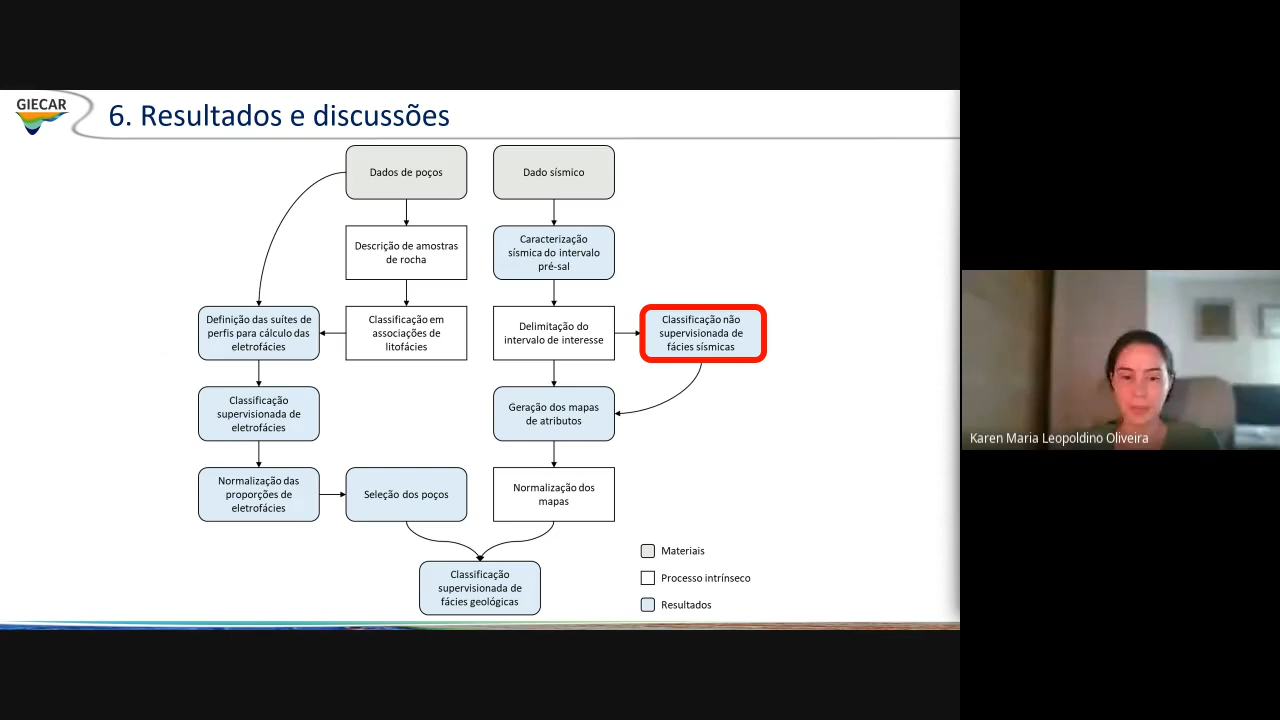 GIECAR
6. Resultados e discussões
Dados de poços
Dado sísmico
Descrição de amostras
de rocha
Caracterização
sísmica do intervalo
pré-sal
Definição das suítes de
perfis para cálculo das
eletrofácies
Classificação em
associações de
litofácies
Delimitação do
intervalo de interesse
Classificação não
supervisionada de
fácies sísmicas
Classificação
supervisionada de
eletrofácies
Geração dos mapas
de atributos
Normalização das
proporções de
eletrofácies
Seleção dos poços
Normalização dos
mapas
Classificação
supervisionada de
fácies geológicas
Materiais
Processo intrínseco
Resultados
Karen Maria Leopoldino Oliveira